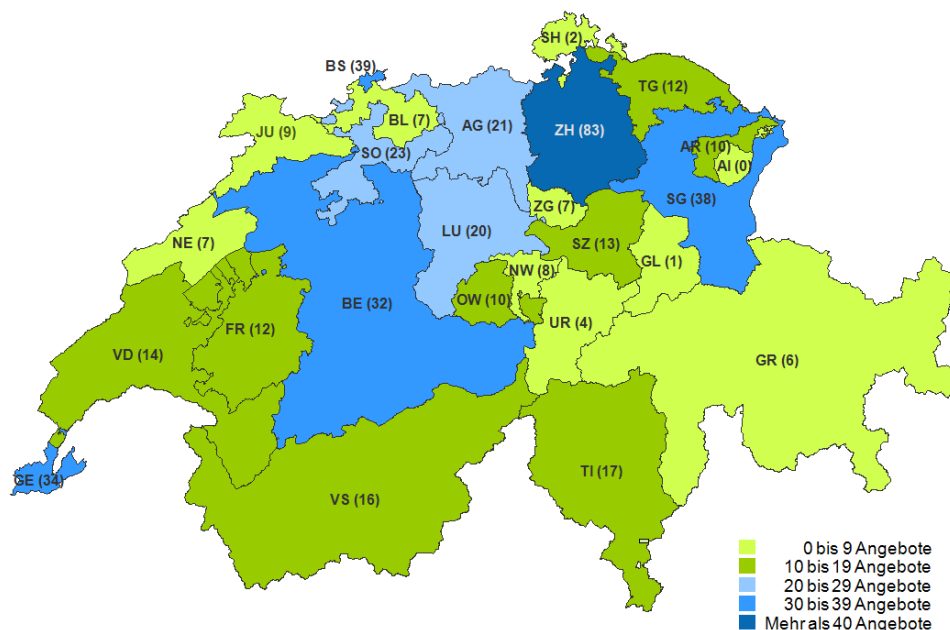 SH (2)
BS (39)
TG (12)
BL (7)
AG (21)
ZH (83)
JU (9)
AR (10)
SO (23)
AI (0)
SG (38)
ZG (7)
LU (20)
NE (7)
SZ (13)
GL (1)
NW (8)
OW (10)
BE (32)
UR (4)
FR (12)
VD (14)
GR (6)
TI (17)
GE (34)
VS (16)
0 bis 9 Angebote
10 bis 19 Angebote
20 bis 29 Angebote
30 bis 39 Angebote
Mehr als 40 Angebote